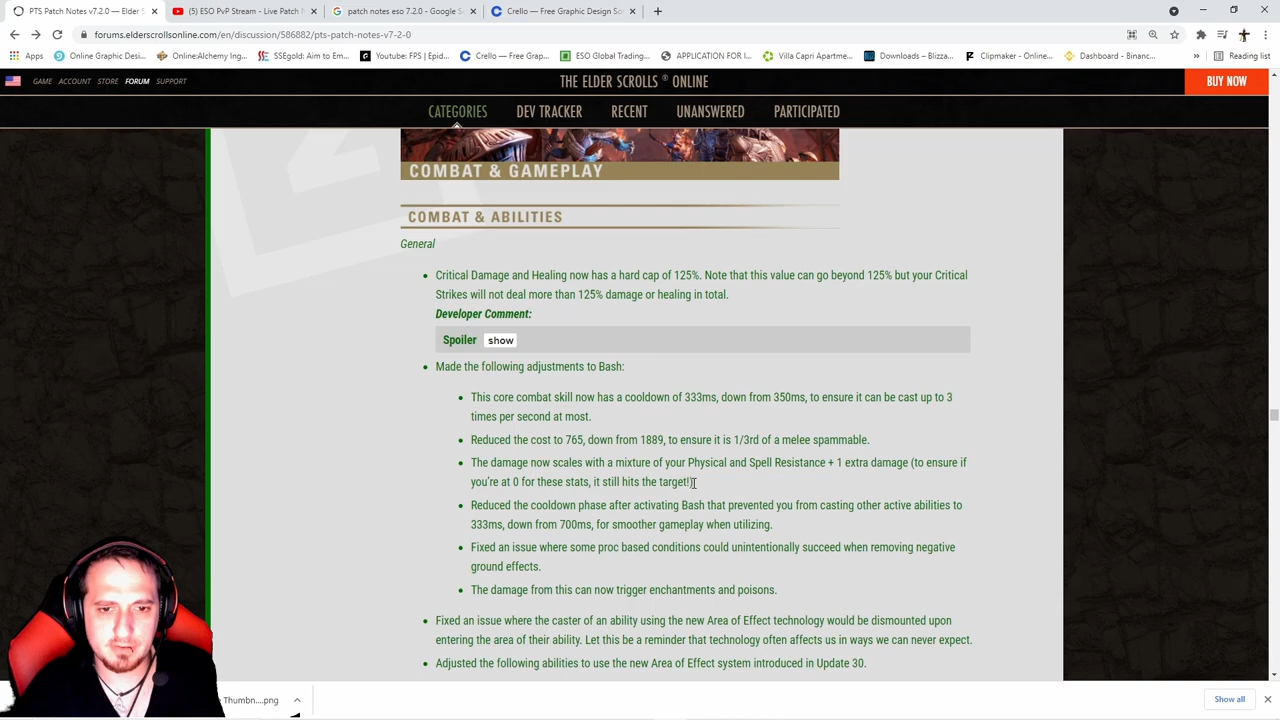 PTS Patch Notes v7.2.0 — Elder S
(5) ESO PvP Stream - Live Patch N
patch notes eso 7.2.0 - Google S
Crello — Free Graphic Design So
forums.elderscrollsonline.com/en/discussion/586882/pts-patch-notes-v7-2-0
Apps
Online Graphic Desi...
Online:Alchemy Ing...
SSEgold: Aim to Em...
Youtube: FPS | Epid...
Crello — Free Grap...
ESO Global Trading...
APPLICATION FOR I...
Villa Capri Apartme...
Downloads – Blizza...
Clipmaker - Online...
Dashboard - Binanc...
»
Reading list
GAME ACCOUNT STORE FORUM SUPPORT
THE ELDER SCROLLS ® ONLINE
BUY NOW
CATEGORIES DEV TRACKER RECENT UNANSWERED PARTICIPATED
COMBAT & GAMEPLAY
COMBAT & ABILITIES
General
• Critical Damage and Healing now has a hard cap of 125%. Note that this value can go beyond 125% but your Critical
Strikes will not deal more than 125% damage or healing in total.
Developer Comment:
Spoiler show
• Made the following adjustments to Bash:
• This core combat skill now has a cooldown of 333ms, down from 350ms, to ensure it can be cast up to 3
times per second at most.
• Reduced the cost to 765, down from 1889, to ensure it is 1/3rd of a melee spammable.
• The damage now scales with a mixture of your Physical and Spell Resistance + 1 extra damage (to ensure if
you're at 0 for these stats, it still hits the target!)
• Reduced the cooldown phase after activating Bash that prevented you from casting other active abilities to
333ms, down from 700ms, for smoother gameplay when utilizing.
• Fixed an issue where some proc based conditions could unintentionally succeed when removing negative
ground effects.
• The damage from this can now trigger enchantments and poisons.
• Fixed an issue where the caster of an ability using the new Area of Effect technology would be dismounted upon
entering the area of their ability. Let this be a reminder that technology often affects us in ways we can never expect.
• Adjusted the following abilities to use the new Area of Effect system introduced in Update 30.
Thumbn....png
Show all